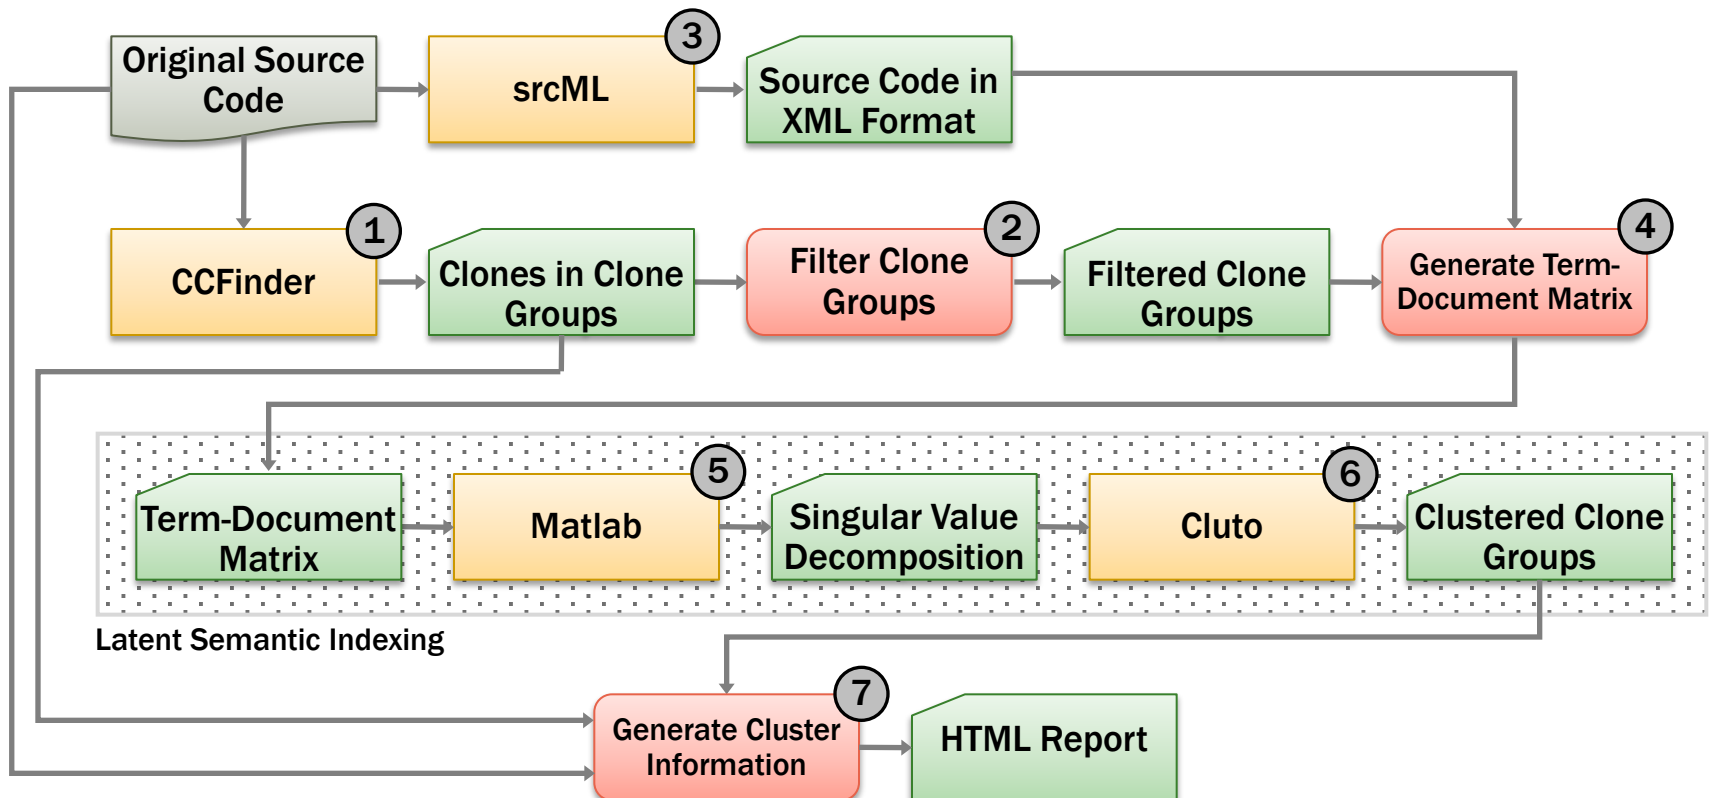 Original Source
Code
srcML
3
Source Code in
XML Format
CCFinder
1
Clones in Clone
Groups
Filter Clone
Groups
2
Filtered Clone
Groups
Generate Term-
Document Matrix
4
Term-Document
Matrix
Matlab
5
Singular Value
Decomposition
Cluto
6
Clustered Clone
Groups
Latent Semantic Indexing
Generate Cluster
Information
7
HTML Report